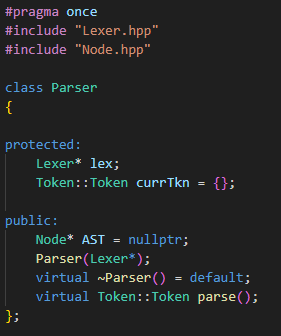 #pragma once
#include "Lexer.hpp"
#include "Node.hpp"
class Parser
{
protected:
Lexer* lex;
Token::Token currTkn = {};
public:
Node* AST = nullptr;
Parser(Lexer*);
virtual ~Parser() = default;
virtual Token::Token parse();
};